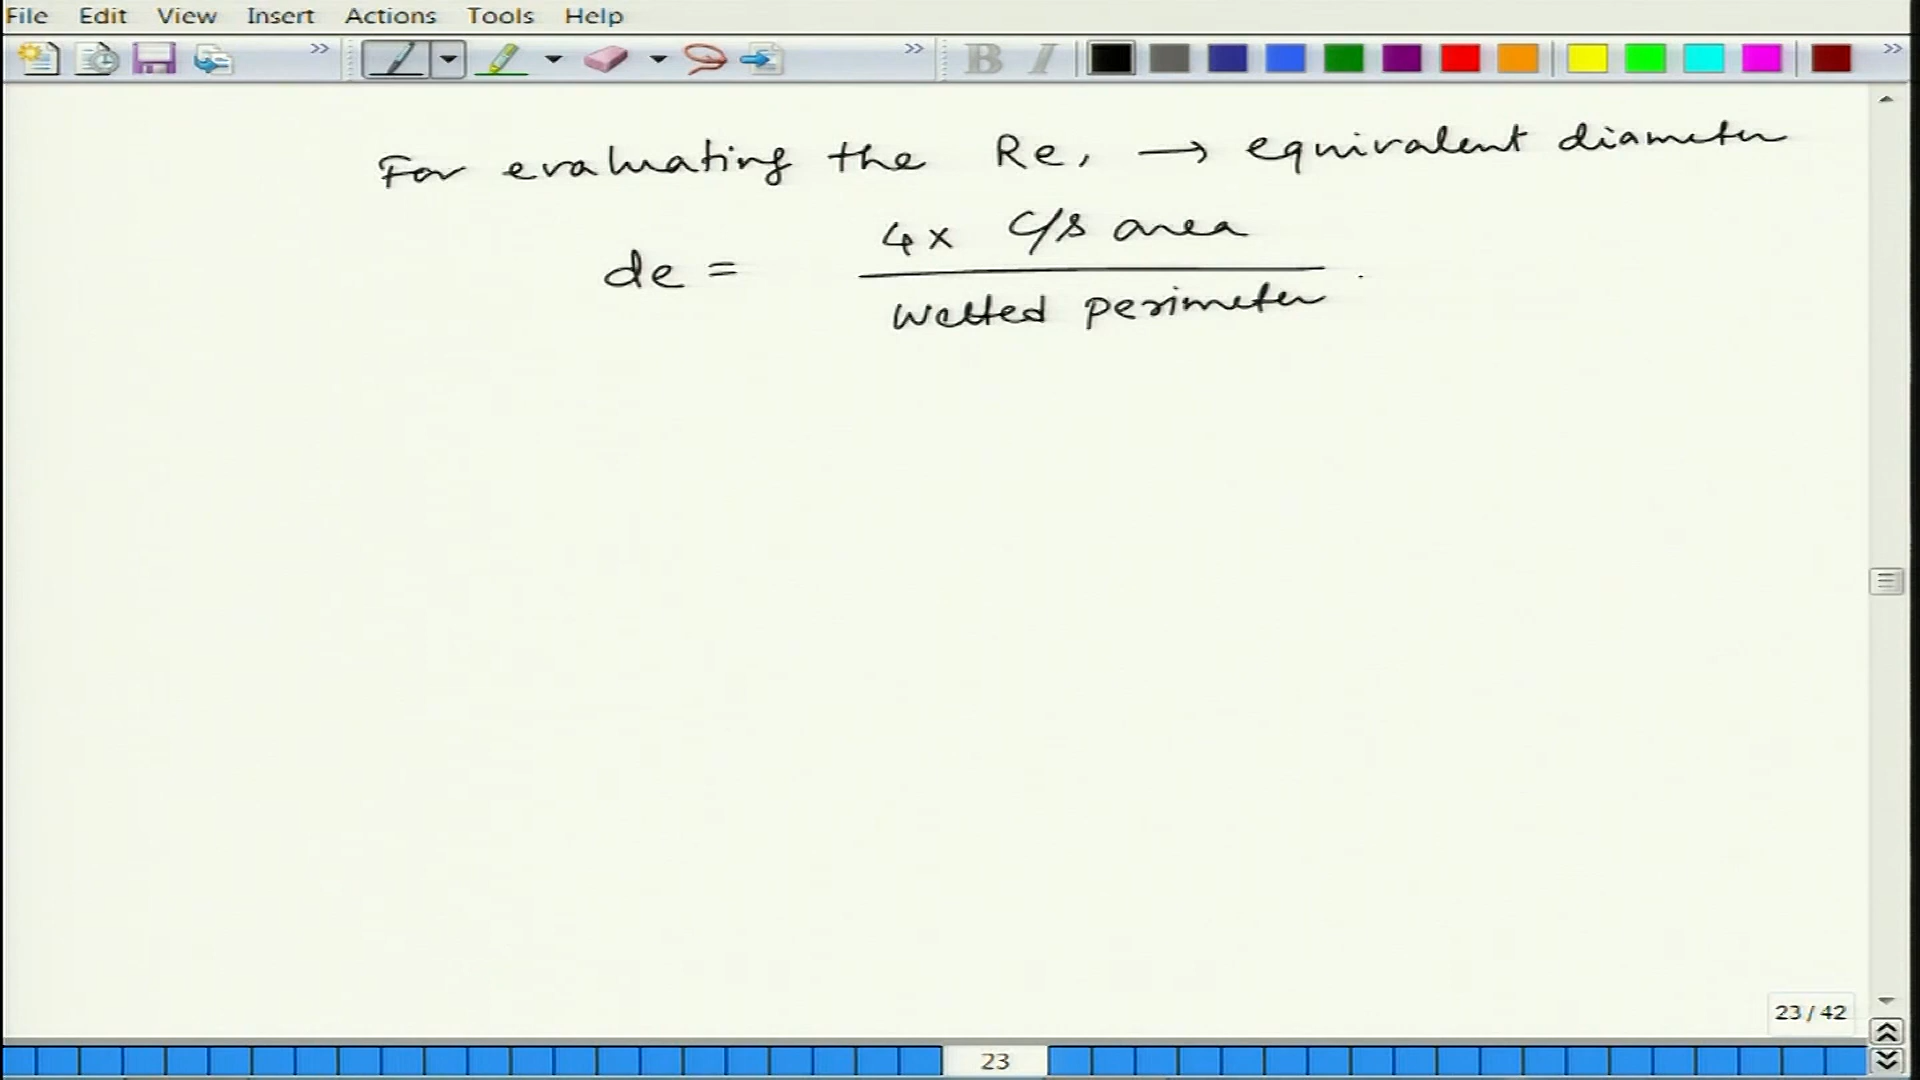 File Edit View Insert Actions Tools Help
B I
For evaluating the Re, → equivalent diameter
de = 4x c/s area
wetted perimeter
23 / 42
23